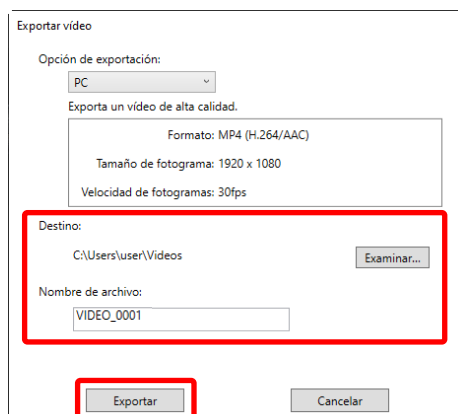 Exportar vídeo
Opción de exportación:
PC
Exporta un vídeo de alta calidad.
Formato: MP4 (H.264/AAC)
Tamaño de fotograma: 1920 x 1080
Velocidad de fotogramas: 30fps
Destino:
C:\Users\user\Videos
Examinar...
Nombre de archivo:
VIDEO_0001
Exportar
Cancelar